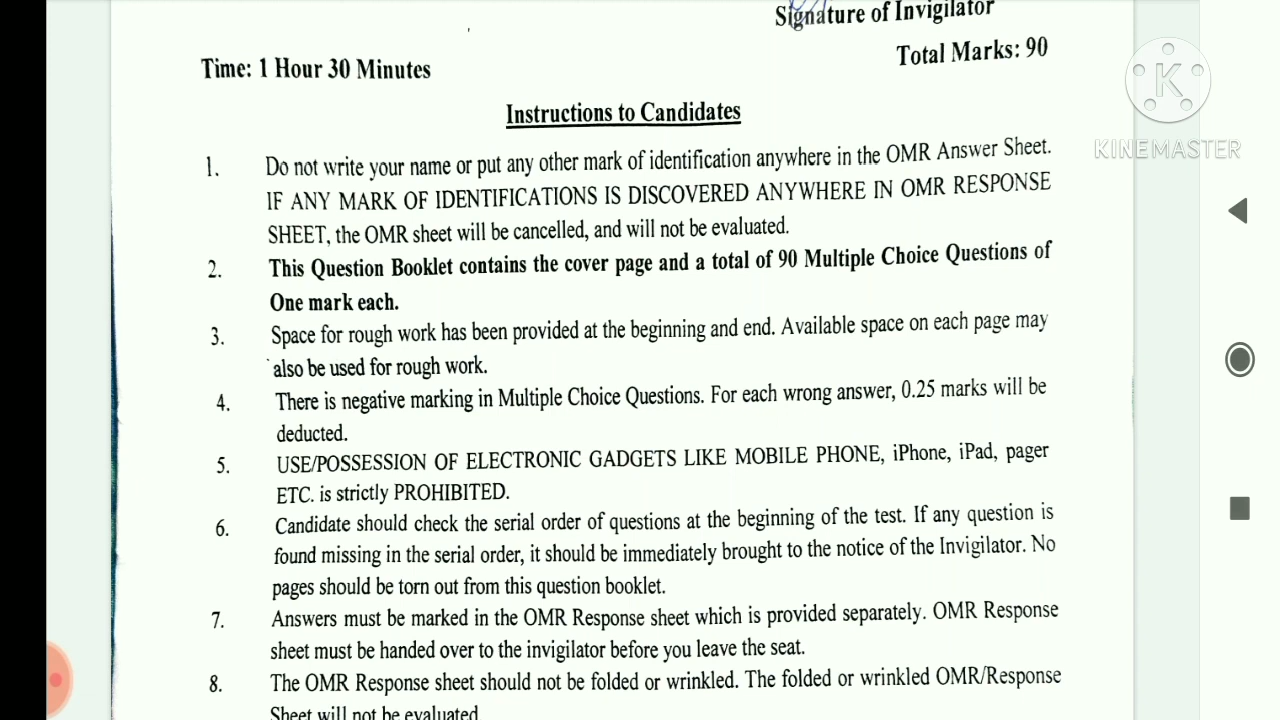 Signature of Invigilator
Time: 1 Hour 30 Minutes
Total Marks: 90
Instructions to Candidates
1. Do not write your name or put any other mark of identification anywhere in the OMR Answer Sheet.
IF ANY MARK OF IDENTIFICATIONS IS DISCOVERED ANYWHERE IN OMR RESPONSE
SHEET, the OMR sheet will be cancelled, and will not be evaluated.
2. This Question Booklet contains the cover page and a total of 90 Multiple Choice Questions of
One mark each.
3. Space for rough work has been provided at the beginning and end. Available space on each page may
also be used for rough work.
4. There is negative marking in Multiple Choice Questions. For each wrong answer, 0.25 marks will be
deducted.
5. USE/POSSESSION OF ELECTRONIC GADGETS LIKE MOBILE PHONE, iPhone, iPad, pager
ETC. is strictly PROHIBITED.
6. Candidate should check the serial order of questions at the beginning of the test. If any question is
found missing in the serial order, it should be immediately brought to the notice of the Invigilator. No
pages should be torn out from this question booklet.
7. Answers must be marked in the OMR Response sheet which is provided separately. OMR Response
sheet must be handed over to the invigilator before you leave the seat.
8. The OMR Response sheet should not be folded or wrinkled. The folded or wrinkled OMR/Response
Sheet will not be evaluated
K
KINEMASTER